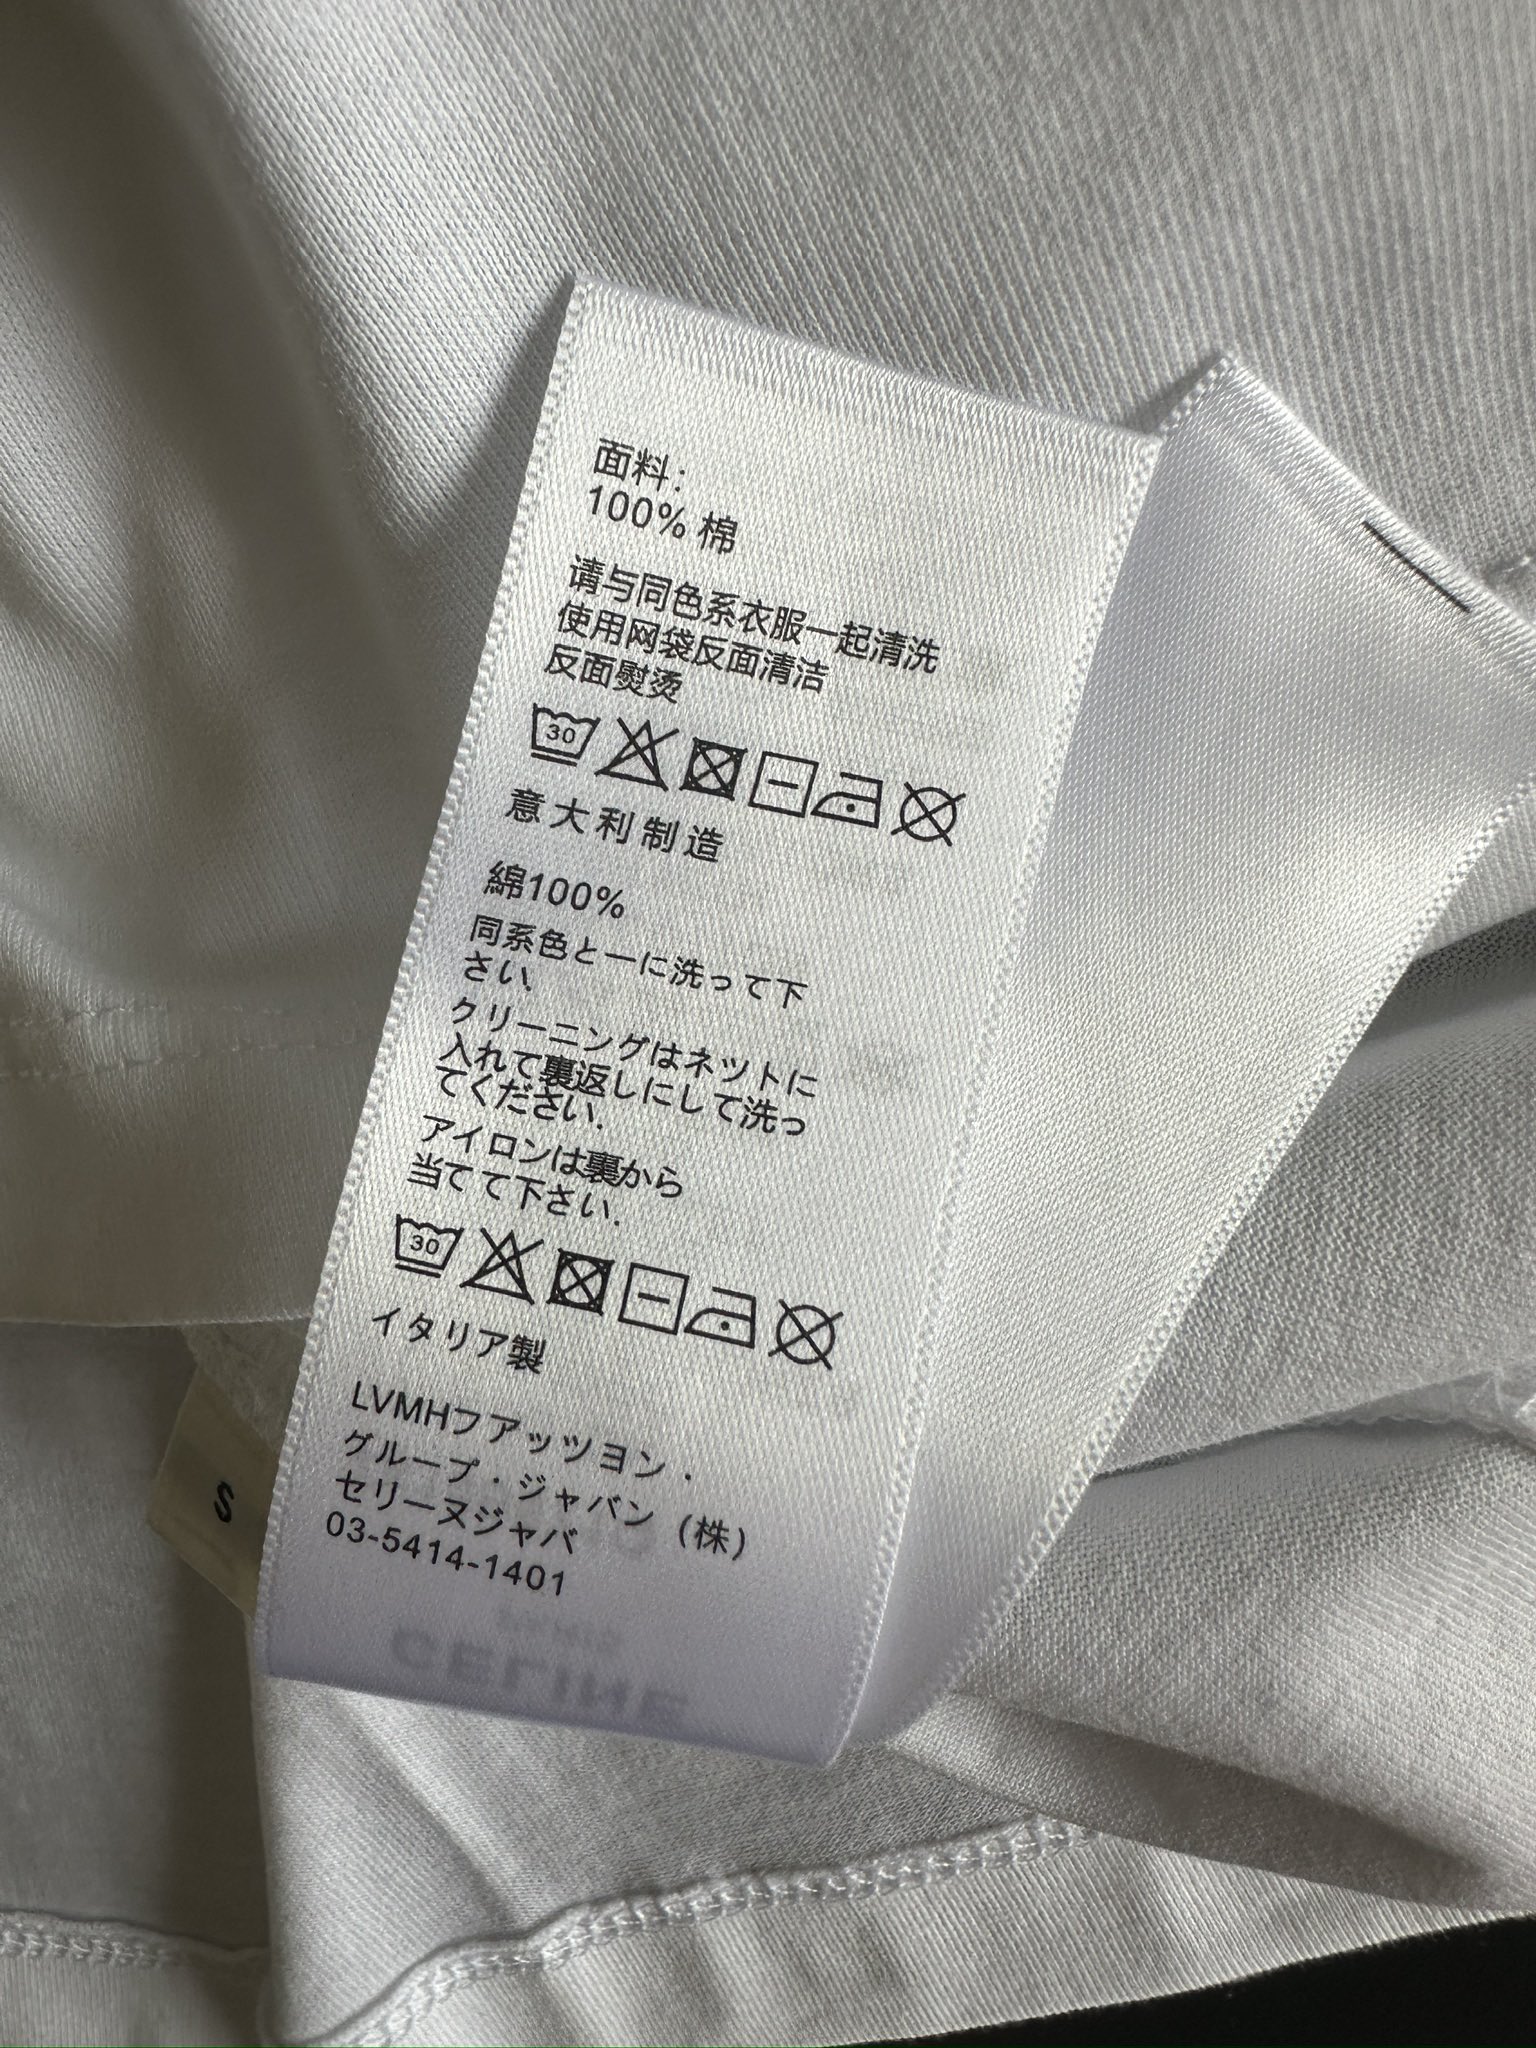 面料：
100% 棉
请与同色系衣服一起清洗
使用网袋反面清洁
反面熨烫
30
意大利制造
綿100%
同系色と一に洗って下
さい.
クリーニングはネツトに
入れて裏返しにして洗っ
てください.
アイロンは裏から
当てて下さい.
30
イタリア製
LVMHフアッツヨン・
グループ・ジャバン（株）
セリーヌジャバ
03-5414-1401
CELINE
S